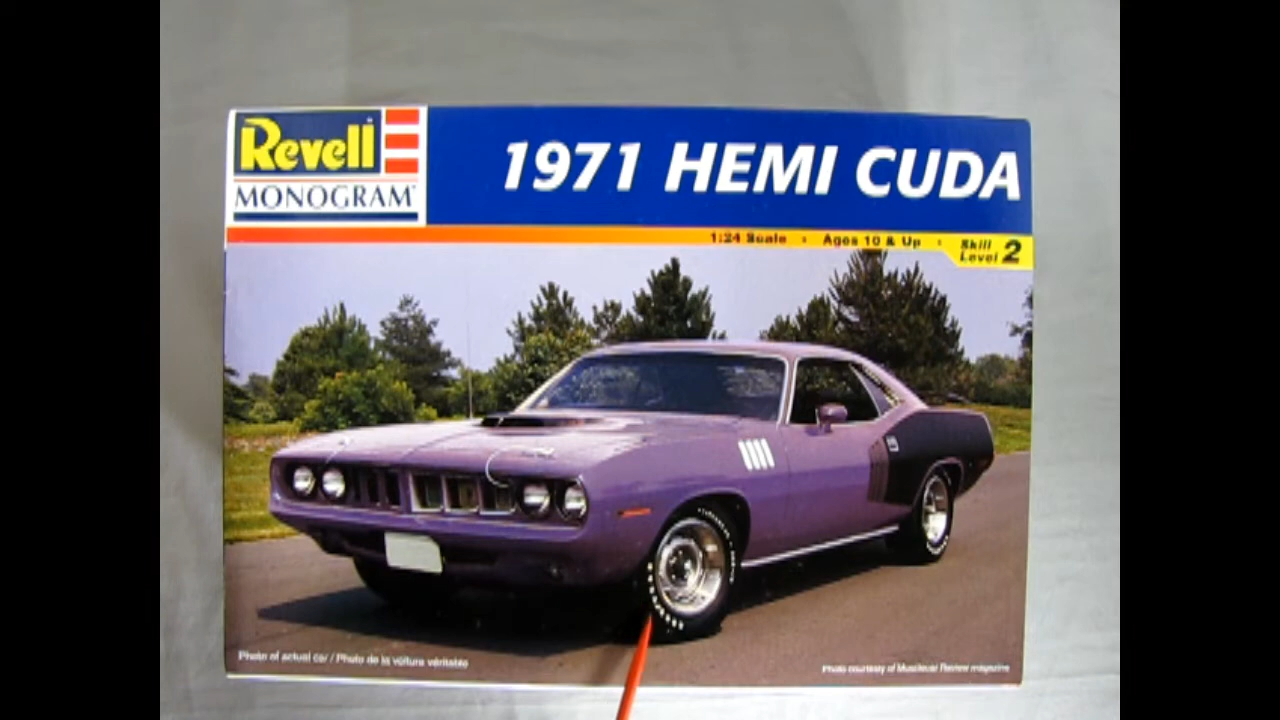 Revell
MONOGRAM
1971 HEMI CUDA
1:24 Scale • Ages 10 & Up • Skill Level 2
Photo of actual car / Photo de la voiture véritable
Photo courtesy of Musclecar Review magazine